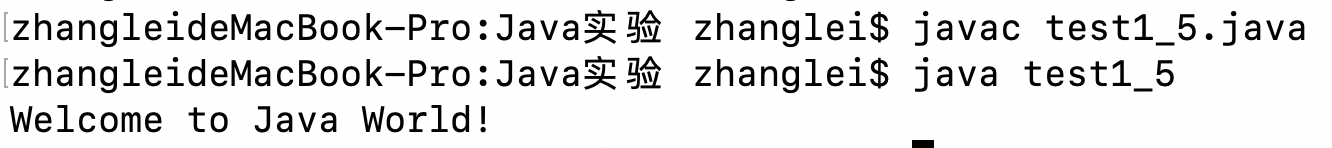 zhangleideMacBook-Pro:Java实验 zhanglei$ javac test1_5.java
zhangleideMacBook-Pro:Java实验 zhanglei$ java test1_5
Welcome to Java World!